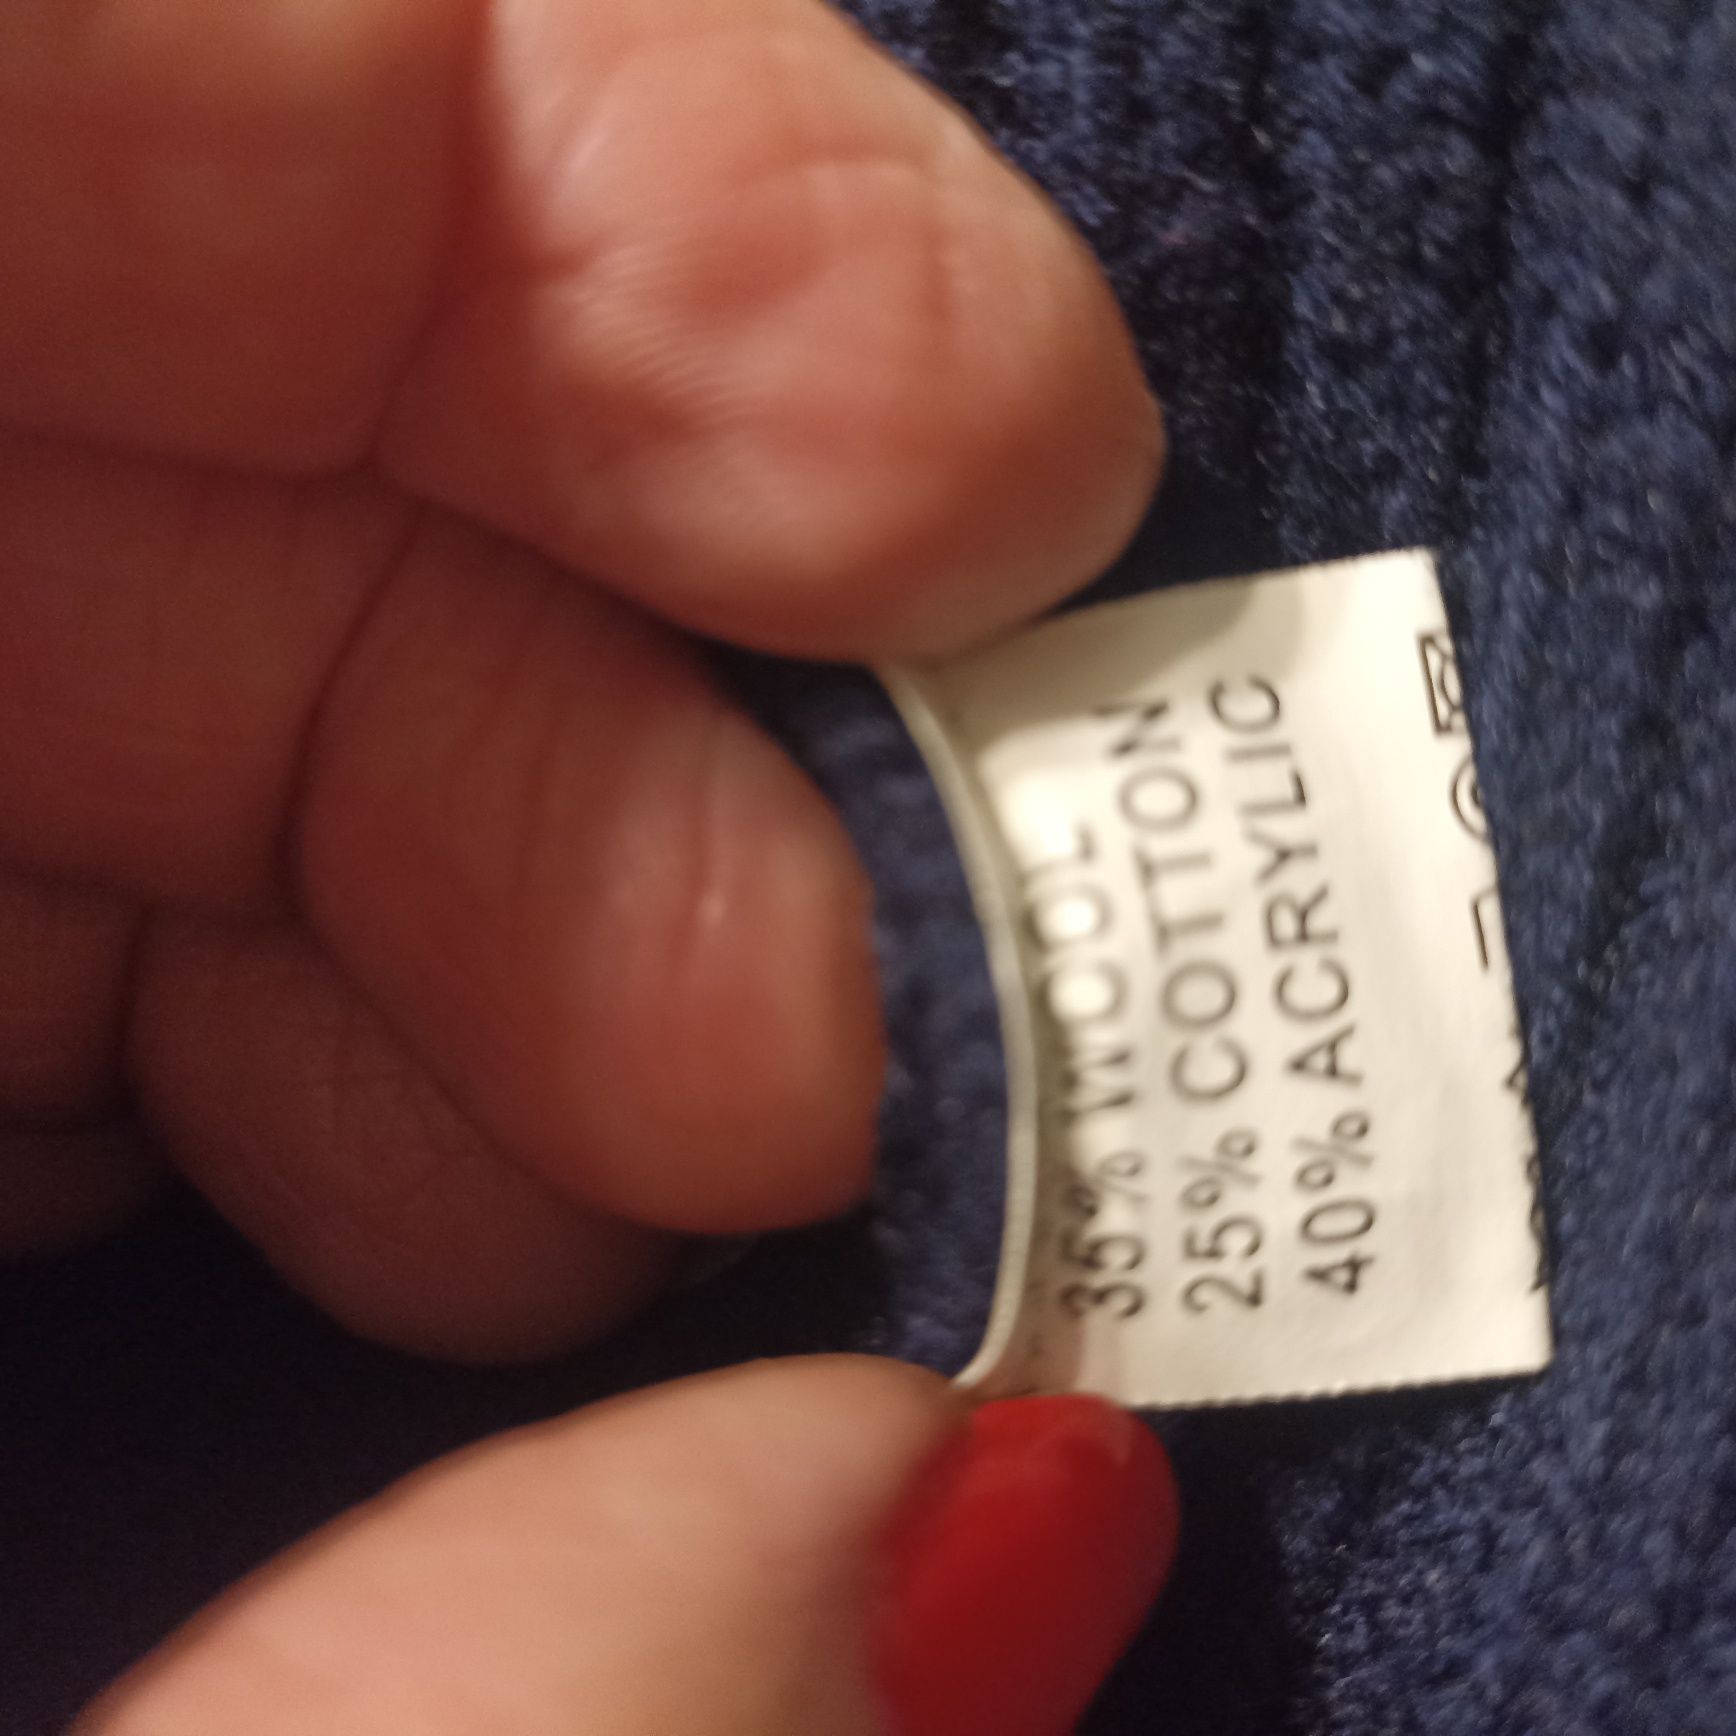 35% WOOL
25% COTTON
40% ACRYLIC